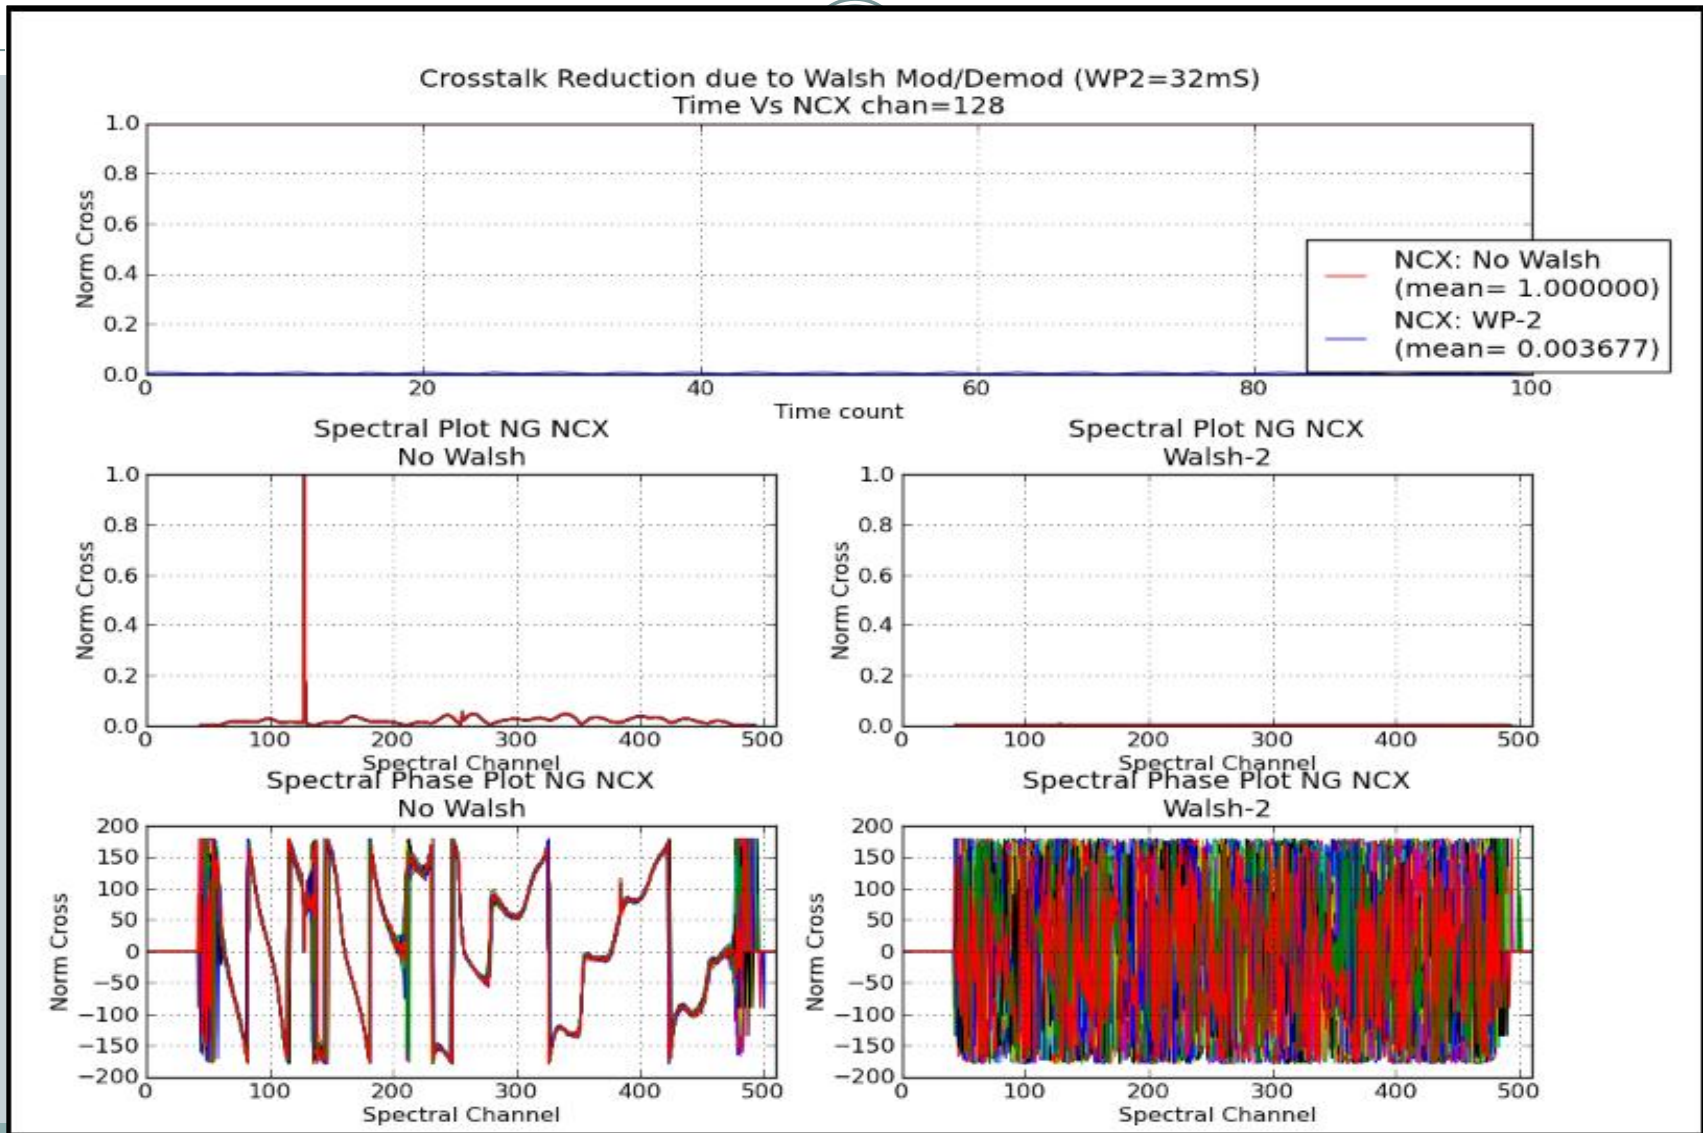 Crosstalk Reduction due to Walsh Mod/Demod (WP2=32mS)
Time Vs NCX chan=128
1.0
0.8
0.6
0.4
0.2
0.0
Norm Cross
0 20 40 60 80 100
Time count
NCX: No Walsh
(mean= 1.000000)
NCX: WP-2
(mean= 0.003677)
Spectral Plot NG NCX
No Walsh
1.0
0.8
0.6
0.4
0.2
0.0
Norm Cross
0 100 200 300 400 500
Spectral Channel
Spectral Plot NG NCX
Walsh-2
1.0
0.8
0.6
0.4
0.2
0.0
Norm Cross
0 100 200 300 400 500
Spectral Channel
Spectral Phase Plot NG NCX
No Walsh
200
150
100
50
0
−50
−100
−150
−200
Norm Cross
0 100 200 300 400 500
Spectral Channel
Spectral Phase Plot NG NCX
Walsh-2
200
150
100
50
0
−50
−100
−150
−200
Norm Cross
0 100 200 300 400 500
Spectral Channel